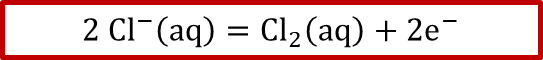 2 Cl⁻(aq) = Cl₂(aq) + 2e⁻